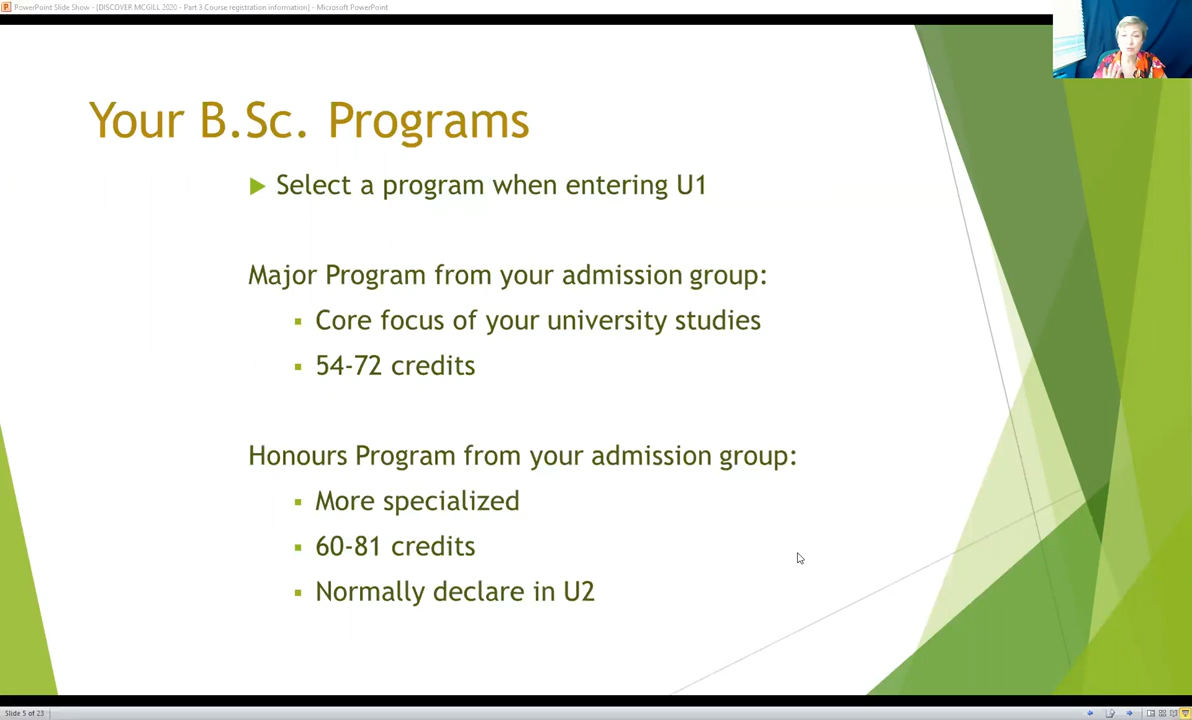 PowerPoint Slide Show - [DISCOVER MCGILL 2020 - Part 3 Course registration information] - Microsoft PowerPoint
Your B.Sc. Programs
Select a program when entering U1
Major Program from your admission group:
Core focus of your university studies
54-72 credits
Honours Program from your admission group:
More specialized
60-81 credits
Normally declare in U2
Slide 5 of 23